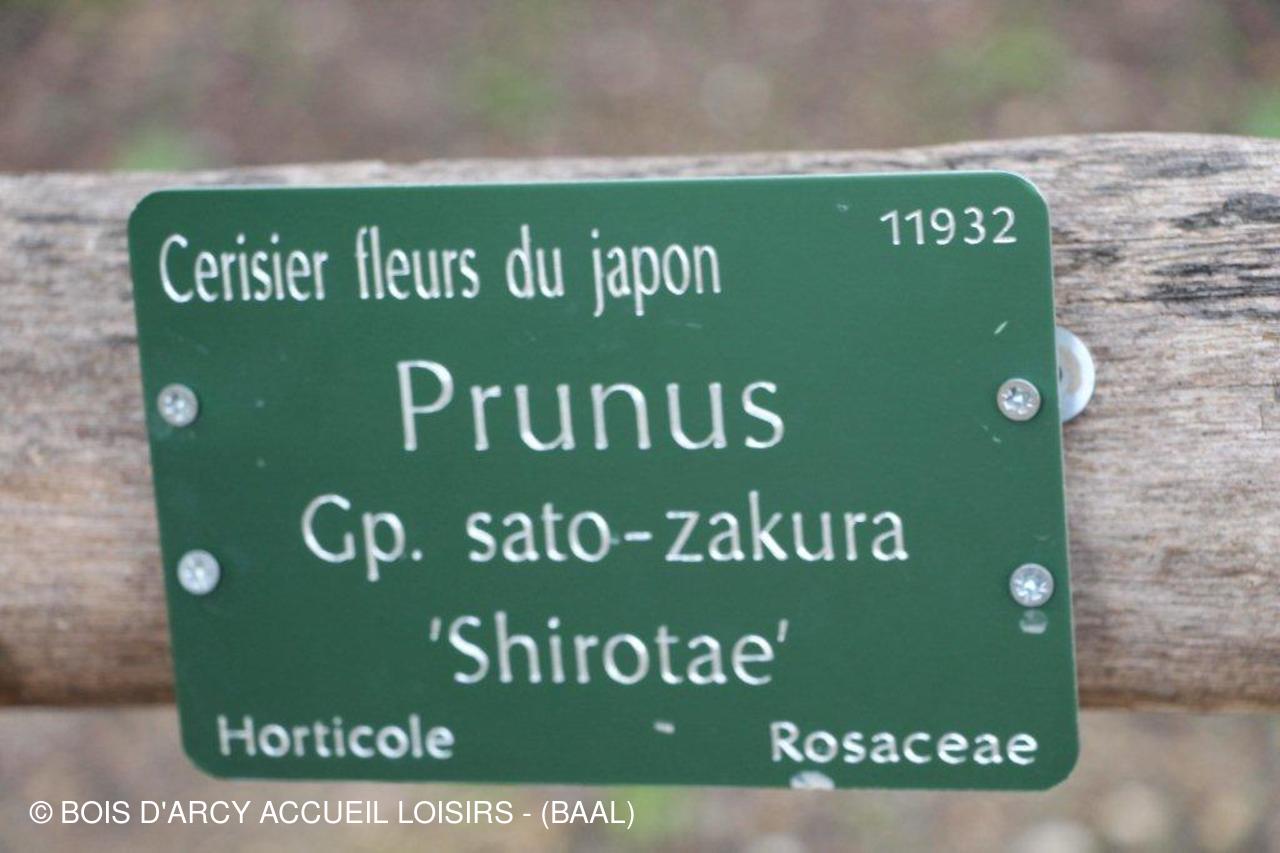 Cerisier fleurs du japon
11932
Prunus
Gp. sato-zakura
'Shirotae'
Horticole
Rosaceae
© BOIS D'ARCY ACCUEIL LOISIRS - (BAAL)